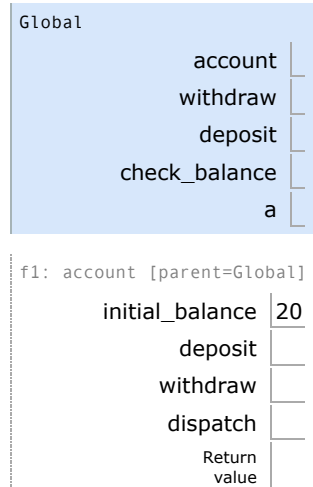 Global
account
withdraw
deposit
check_balance
a
f1: account [parent=Global]
initial_balance 20
deposit
withdraw
dispatch
Return
value